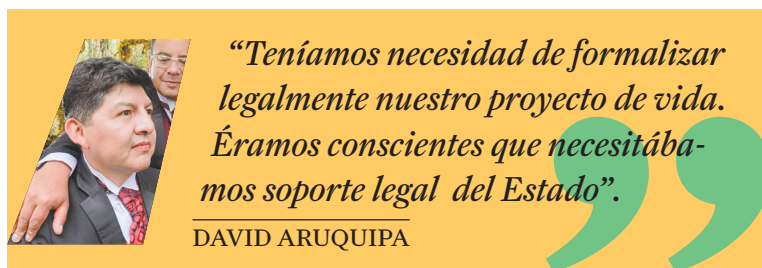 “Teníamos necesidad de formalizar
legalmente nuestro proyecto de vida.
Éramos conscientes que necesitába-
mos soporte legal del Estado”.
DAVID ARUQUIPA